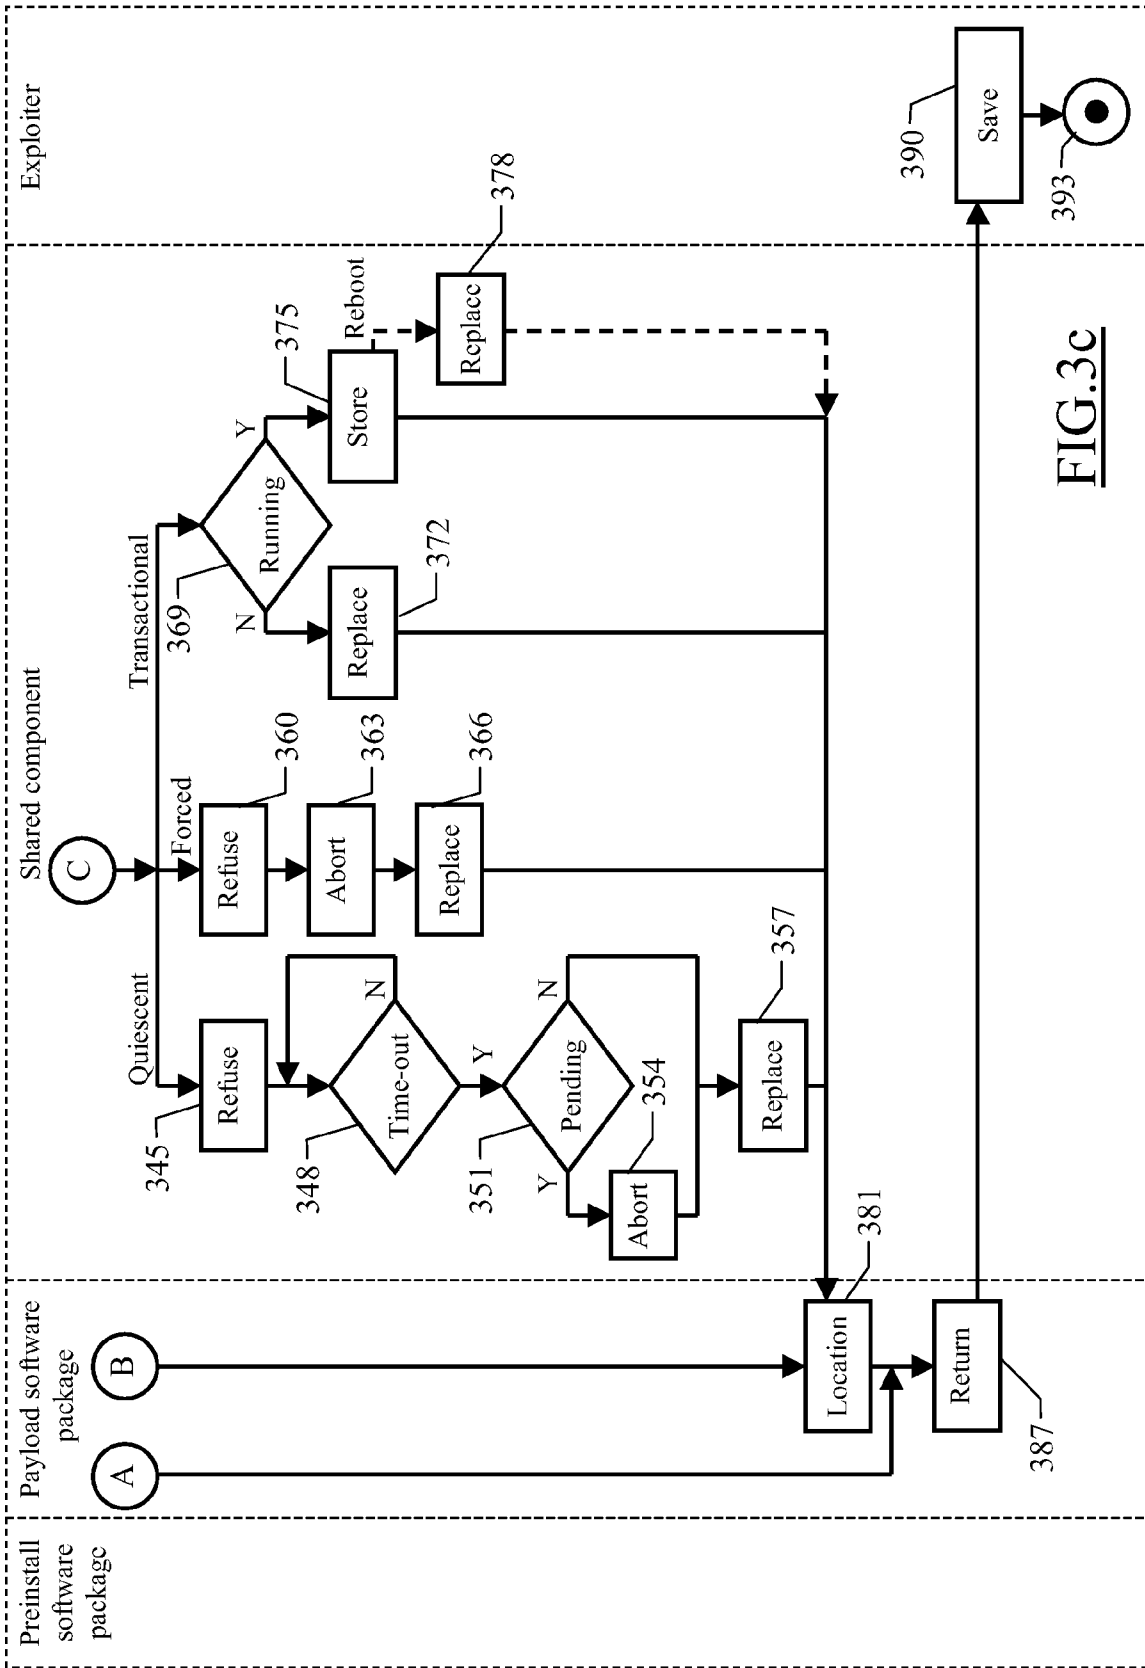 Preinstall
software
package
Payload software
package
Shared component
Exploiter
A
B
C
Quiescent
Forced
Transactional
345
Refuse
348
Time-out
N
Y
351
Pending
Y
N
354
Abort
357
Replace
360
Refuse
363
Abort
366
Replace
369
Running
N
Y
372
Replace
375
Store
Reboot
378
Replace
381
Location
387
Return
390
Save
393
FIG.3c